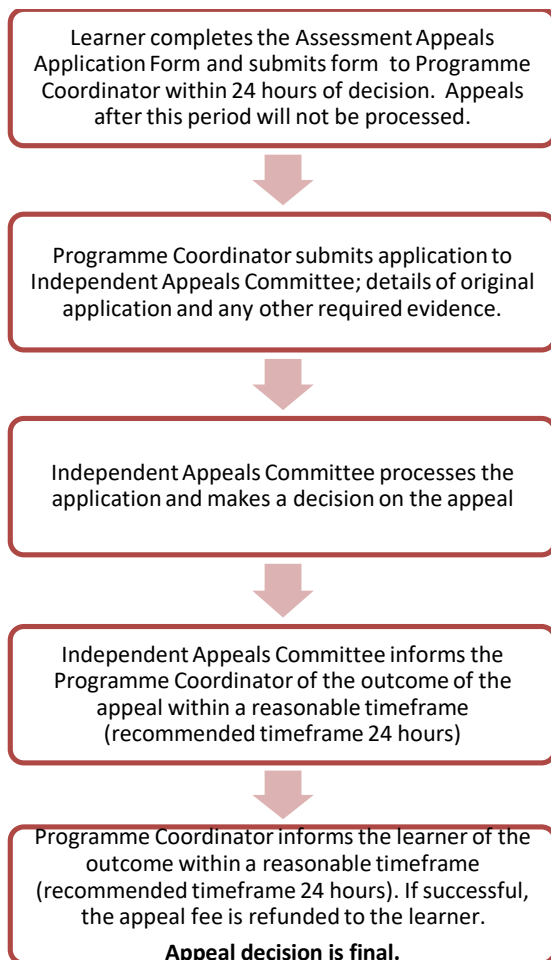 Learner completes the Assessment Appeals
Application Form and submits form to Programme
Coordinator within 24 hours of decision. Appeals
after this period will not be processed.
Programme Coordinator submits application to
Independent Appeals Committee; details of original
application and any other required evidence.
Independent Appeals Committee processes the
application and makes a decision on the appeal
Independent Appeals Committee informs the
Programme Coordinator of the outcome of the
appeal within a reasonable timeframe
(recommended timeframe 24 hours)
Programme Coordinator informs the learner of the
outcome within a reasonable timeframe
(recommended timeframe 24 hours). If successful,
the appeal fee is refunded to the learner.
Appeal decision is final.